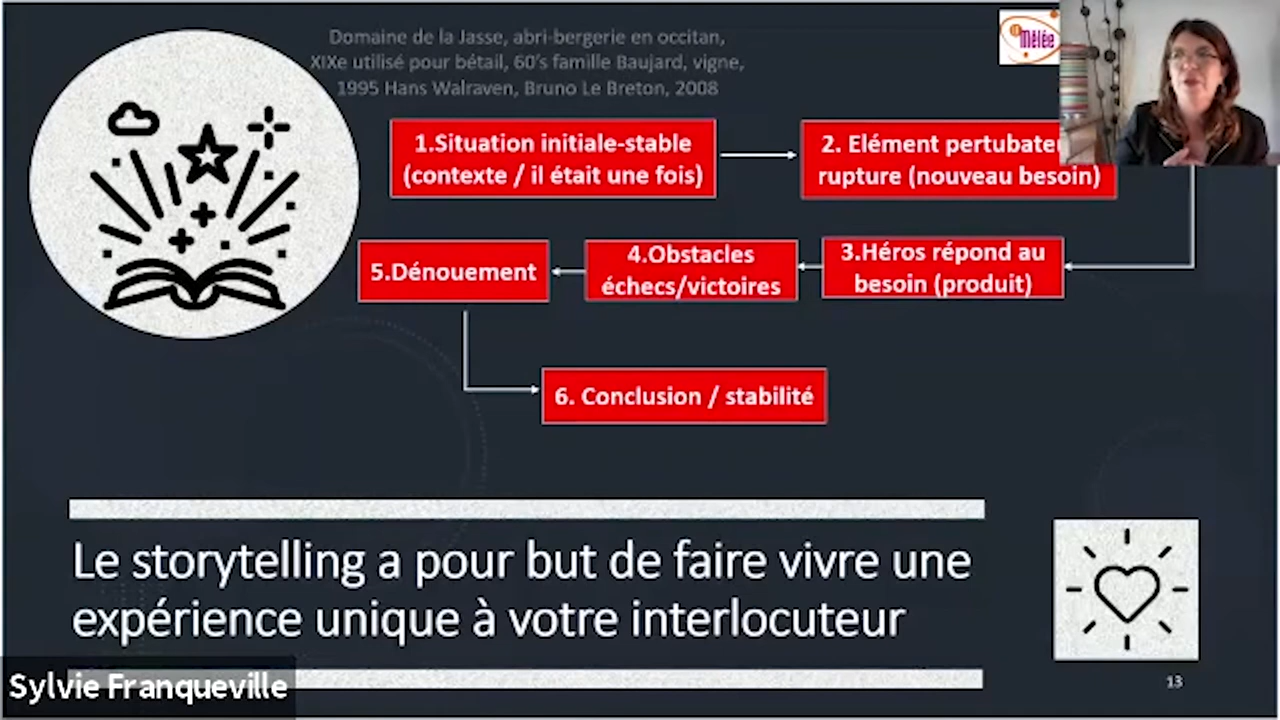 Domaine de la Jasse, abri-bergerie en occitan,
XIXe utilisé pour bétail, 60's famille Baujard, vigne,
1995 Hans Walraven, Bruno Le Breton, 2008
La
Mêlée
1.Situation initiale-stable
(contexte / il était une fois)
2. Elément pertubate
rupture (nouveau besoin)
3.Héros répond au
besoin (produit)
4.Obstacles
échecs/victoires
5.Dénouement
6. Conclusion / stabilité
Le storytelling a pour but de faire vivre une
expérience unique à votre interlocuteur
Sylvie Franqueville
13